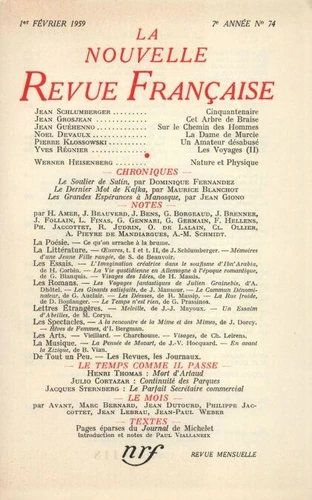 1er FÉVRIER 1959 7e ANNÉE No 74
LA
NOUVELLE
REVUE FRANÇAISE
JEAN SCHLUMBERGER ......... Cinquantenaire
JEAN GROSJEAN ......... Cet Arbre de Braise
JEAN GUÉHENNO ......... Sur le Chemin des Hommes
NOEL DEVAULX ......... La Dame de Murcie
PIERRE KLOSSOWSKI ......... Un Amateur désabusé
YVES RÉGNIER ......... Les Voyages (II)
WERNER HEISENBERG ........ Nature et Physique
— CHRONIQUES —
Le Soulier de Satin, par DOMINIQUE FERNANDEZ
Le Dernier Mot de Kafka, par MAURICE BLANCHOT
Les Grandes Espérances à Manosque, par JEAN GIONO
— NOTES —
par H. AMER, J. BEAUVERD, J. BENS, G. BORGEAUD, J. BRENNER,
J. FOLLAIN, L. FINAS, G. GENNARI, G. GERMAIN, F. HELLENS,
PH. JACCOTTET, R. JUDRIN, O. DE LALAIN, CL. OLLIER,
A. PIEYRE DE MANDIARGUES, A.-M. SCHMIDT.
La Poésie. — Ce qu'on arrache à la brume.
La Littérature. — Œuvres, t. I et t. II, de J. Schlumberger. — Mémoires
d'une Jeune Fille rangée, de S. de Beauvoir.
Les Essais. — L'Imagination créatrice dans le soufisme d'Ibn'Arabia,
de H. Corbin. — La Vie quotidienne en Allemagne à l'époque romantique,
de G. Bianquis. — Visages des Idées, de H. Massis.
Les Romans. — Les Voyages fantastiques de Julien Grainebis, d'A.
Dhôtel. — Les Gisants satisfaits, de J. Mansour. — Le Commun Dénomi-
nateur, de G. Auclair. — Les Déesses, de R. Massip. — La Rue froide,
de D. Boulanger. — Le Temps n'est rien, de G. Prassinos.
Lettres Étrangères — Melville, de J.-J. Mayoux. — Un Essaim
d'Abeilles, de M. Conyn.
Les Spectacles. — A la rencontre de la Mime et des Mimes, de J. Dorcy.
— Rêves de Femmes, d'I. Bergman.
Les Arts. — Vieillard. — Charchoune. — Visages, de Ch. Leirens.
La Musique. — La Pensée de Mozart, de J.-V. Hocquard. — En avant
la Zizique, de B. Vian.
De Tout un Peu. — Les Revues, les Journaux.
— LE TEMPS COMME IL PASSE —
HENRI THOMAS : Mort d'Artaud
JULIO CORTAZAR : Continuité des Parques
JACQUES STERNBERG : Le Parfait Secrétaire commercial
— LE MOIS —
par AVANT, MARC BERNARD, JEAN DUTOURD, PHILIPPE JAC-
COTTET, JEAN LEBRAU, JEAN-PAUL WEBER
— TEXTES —
Pages éparses du Journal de Michelet
Introduction et notes de PAUL VIALLANEIX
nrf
REVUE MENSUELLE